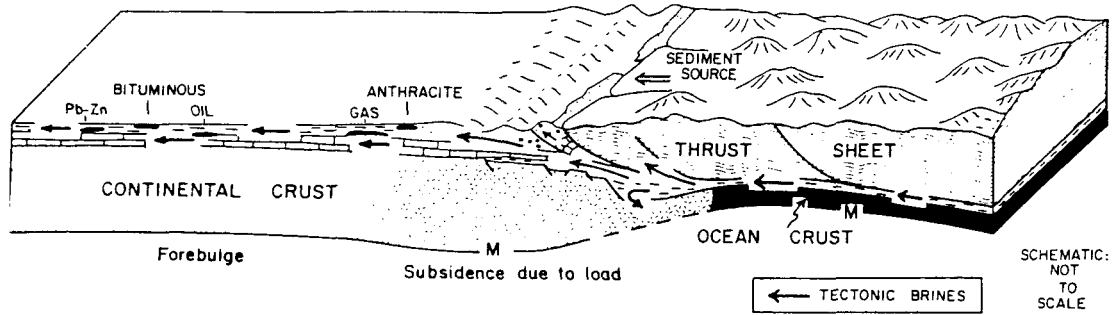 SEDIMENT
SOURCE
BITUMINOUS
ANTHRACITE
Pb-Zn
OIL
GAS
THRUST SHEET
CONTINENTAL CRUST
M
OCEAN CRUST
M
Forebulge
Subsidence due to load
SCHEMATIC:
NOT
TO
SCALE
TECTONIC BRINES